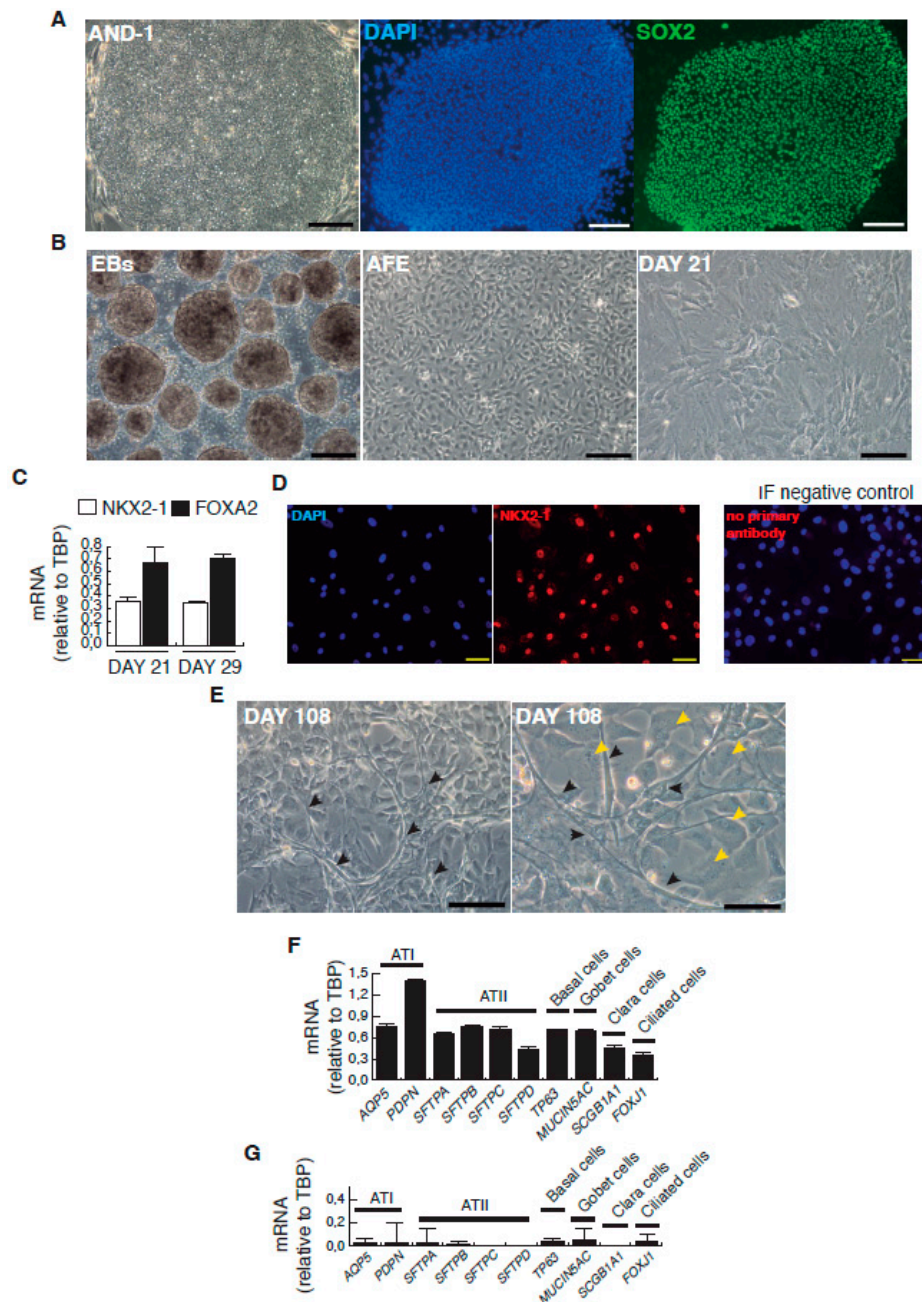 A
AND-1 DAPI SOX2
B
EBs AFE DAY 21
C
NKX2-1 FOXA2
mRNA
(relative to TBP)
0,8
0,7
0,6
0,5
0,4
0,3
0,2
0,1
0,0
DAY 21 DAY 29
D
DAPI NKX2-1
IF negative control
no primary
antibody
E
DAY 108 DAY 108
F
mRNA
(relative to TBP)
1,5
1,2
0,9
0,6
0,3
0,0
ATI
ATII
Basal cells
Gobet cells
Clara cells
Ciliated cells
AQP5 PDPN SFTPA SFTPB SFTPC SFTPD TP63 MUCIN5AC SCGB1A1 FOXJ1
G
mRNA
(relative to TBP)
0,4
0,2
0,0
ATI
ATII
Basal cells
Gobet cells
Clara cells
Ciliated cells
AQP5 PDPN SFTPA SFTPB SFTPC SFTPD TP63 MUCIN5AC SCGB1A1 FOXJ1